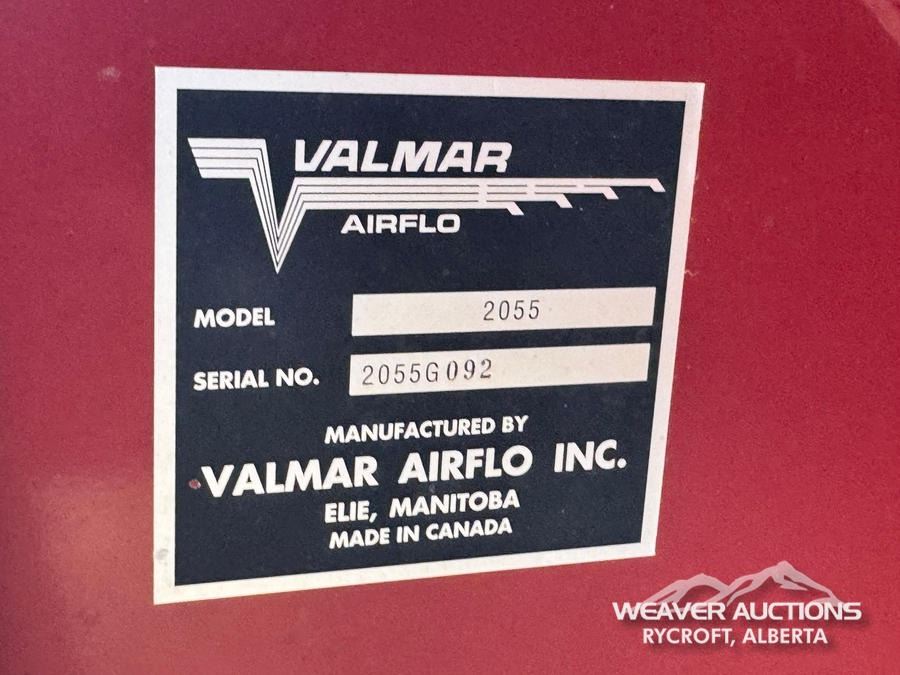 VALMAR
AIRFLO
MODEL 2055
SERIAL NO. 2055G092
MANUFACTURED BY
VALMAR AIRFLO INC.
ELIE, MANITOBA
MADE IN CANADA
WEAVER AUCTIONS
RYCROFT, ALBERTA